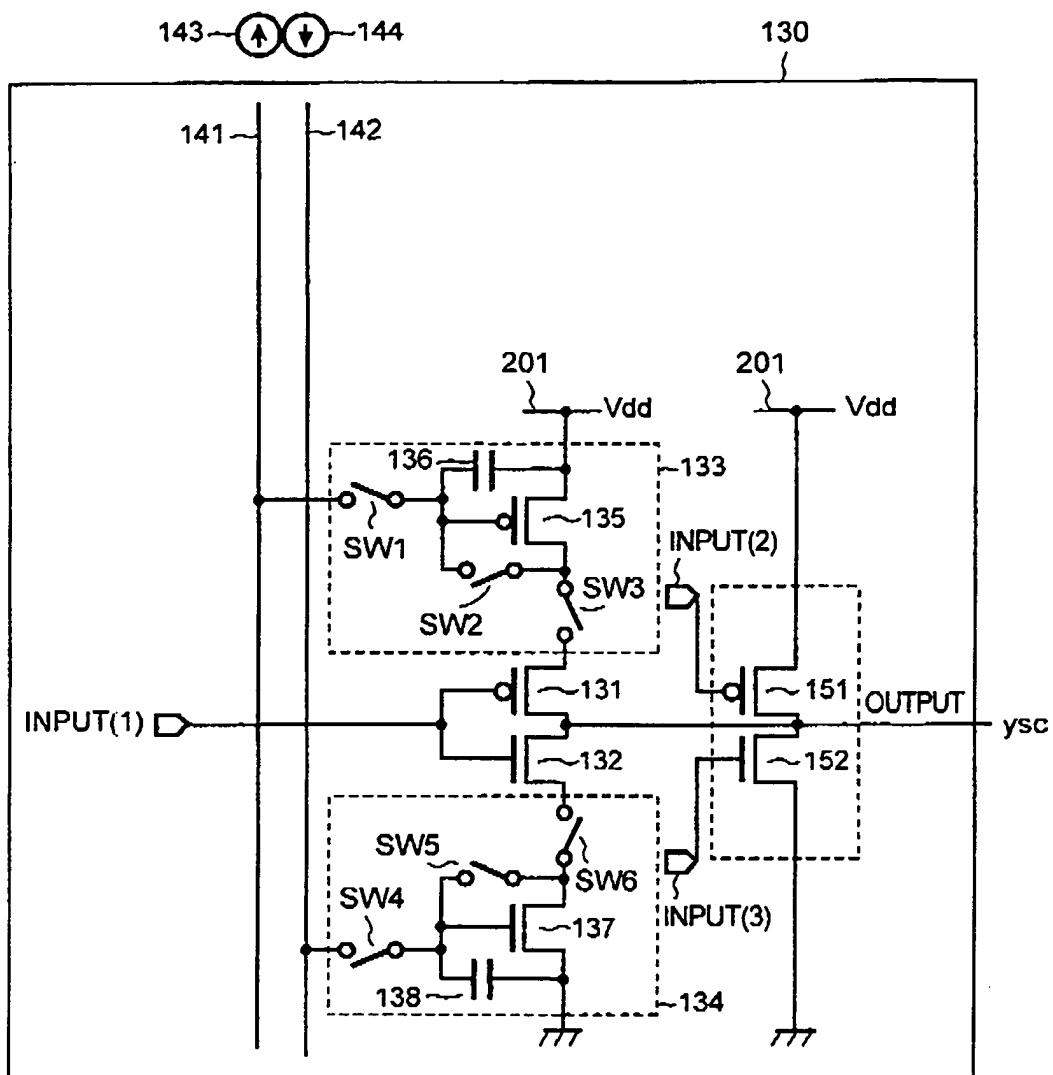 143 144 130
141 142
201 201
Vdd Vdd
136 133
135
SW1
INPUT(2)
SW3
SW2
131 151 OUTPUT
INPUT(1) ysc
132 152
SW5
SW6
SW4
INPUT(3)
137
138 134